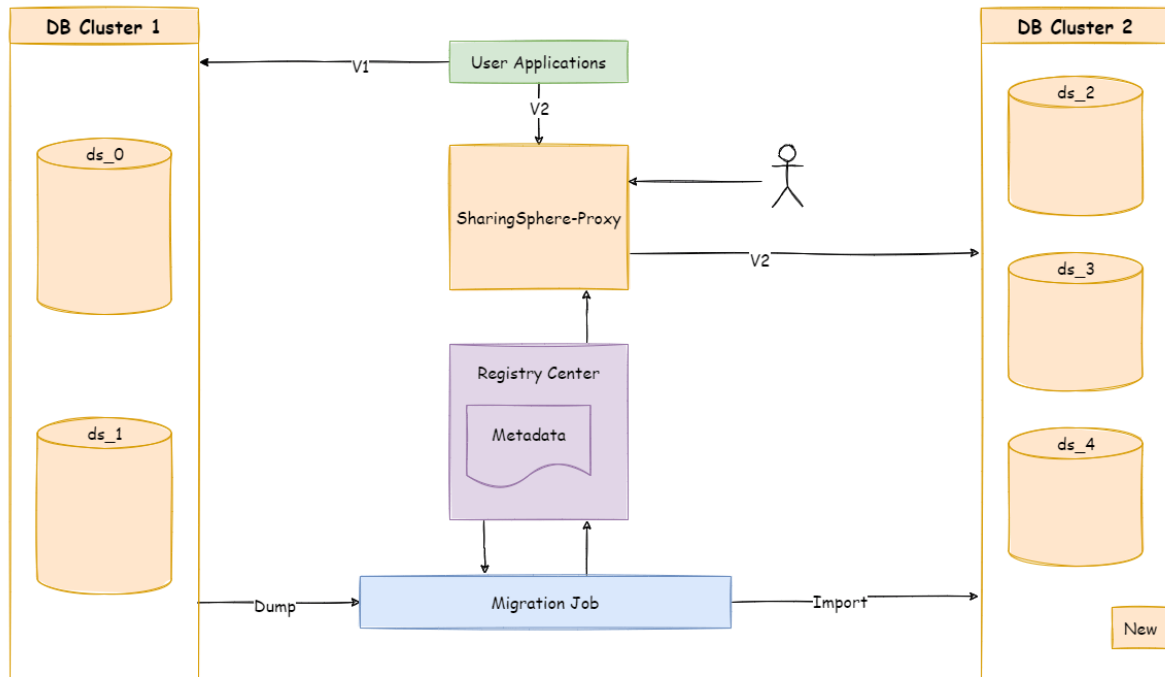 DB Cluster 1
DB Cluster 2
User Applications
V1
V2
ds_0
ds_1
SharingSphere-Proxy
V2
ds_2
ds_3
ds_4
Registry Center
Metadata
Dump
Migration Job
Import
New